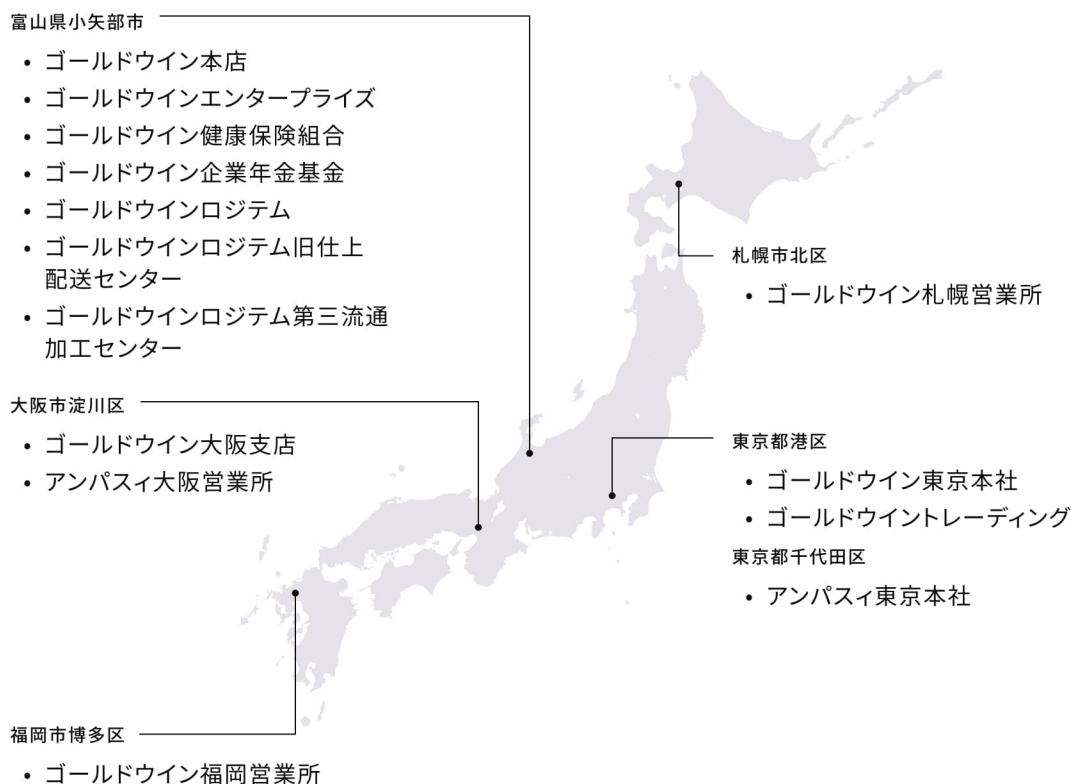 富山県小矢部市
• ゴールドウイン本店
• ゴールドウインエンタープライズ
• ゴールドウイン健康保険組合
• ゴールドウイン企業年金基金
• ゴールドウインロジテム
• ゴールドウインロジテム旧仕上
配送センター
• ゴールドウインロジテム第三流通
加工センター
大阪市淀川区
• ゴールドウイン大阪支店
• アンパスィ大阪営業所
福岡市博多区
• ゴールドウイン福岡営業所
札幌市北区
• ゴールドウイン札幌営業所
東京都港区
• ゴールドウイン東京本社
• ゴールドウイントレーディング
東京都千代田区
• アンパスィ東京本社